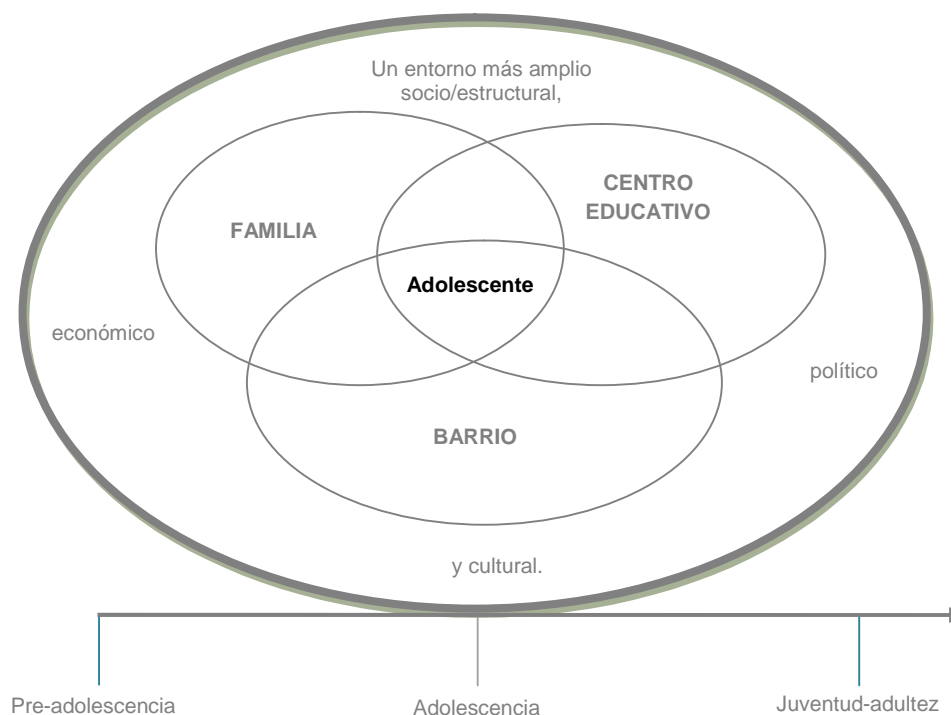 Un entorno más amplio
socio/estructural,
CENTRO
EDUCATIVO
FAMILIA
Adolescente
económico
político
BARRIO
y cultural.
Pre-adolescencia
Adolescencia
Juventud-adultez